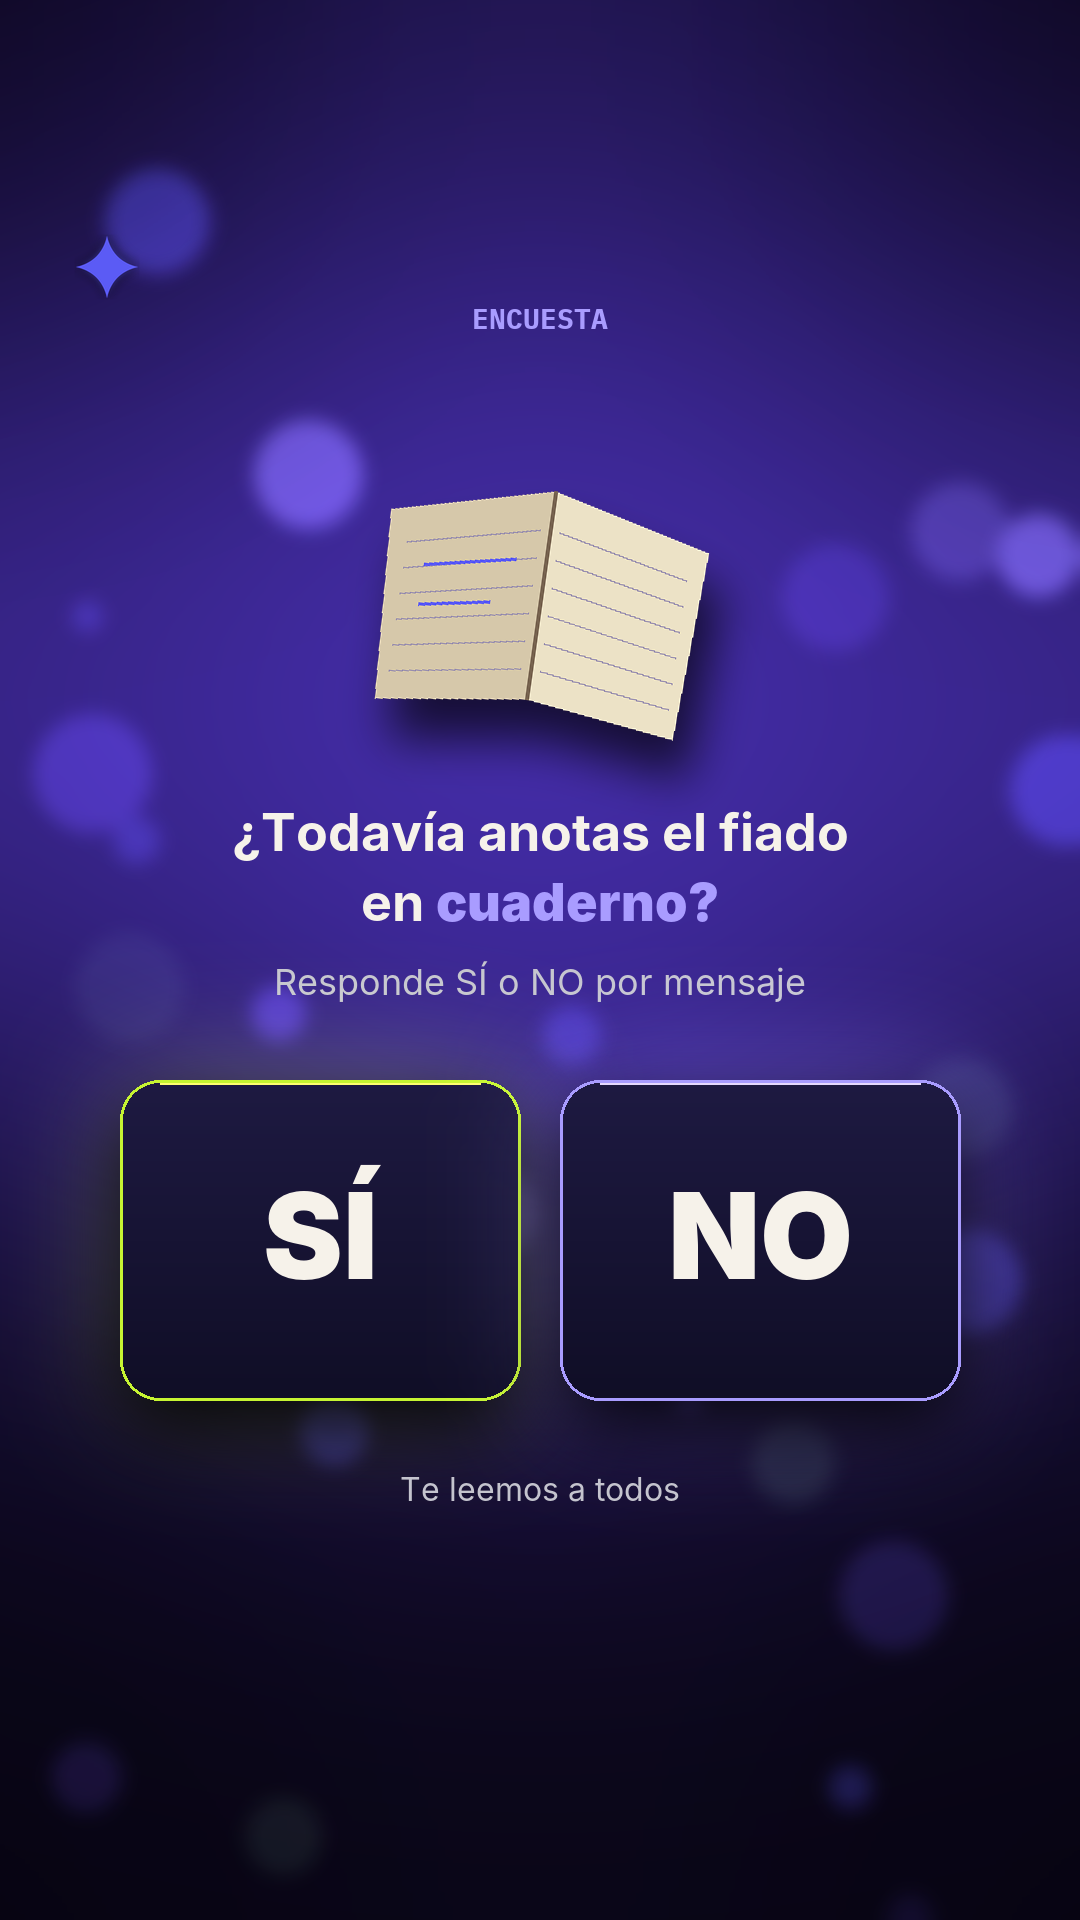 ENCUESTA
¿Todavía anotas el fiado
en cuaderno?
Responde SÍ o NO por mensaje
SÍ
NO
Te leemos a todos